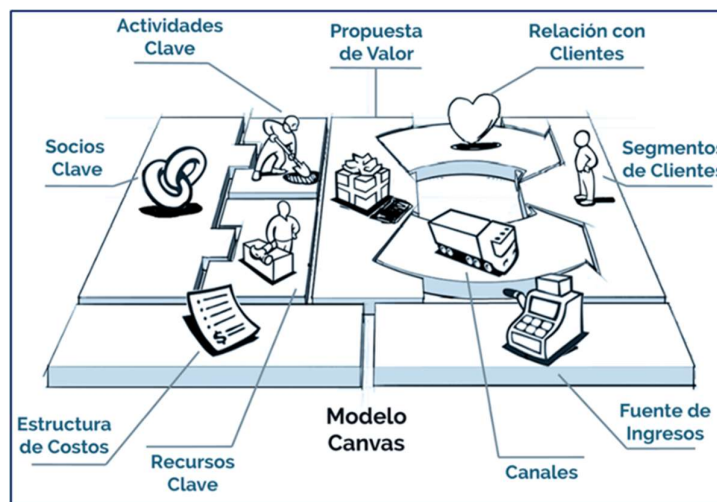 Actividades
Clave
Propuesta
de Valor
Relación con
Clientes
Socios
Clave
Segmentos
de Clientes
$
Estructura
de Costos
Recursos
Clave
Modelo
Canvas
Canales
Fuente de
Ingresos